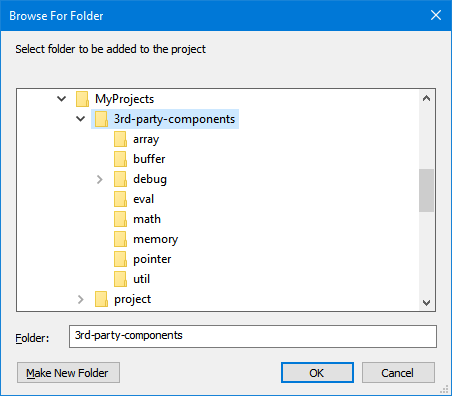 Browse For Folder
Select folder to be added to the project
MyProjects
3rd-party-components
array
buffer
debug
eval
math
memory
pointer
util
project
Folder: 3rd-party-components
Make New Folder OK Cancel